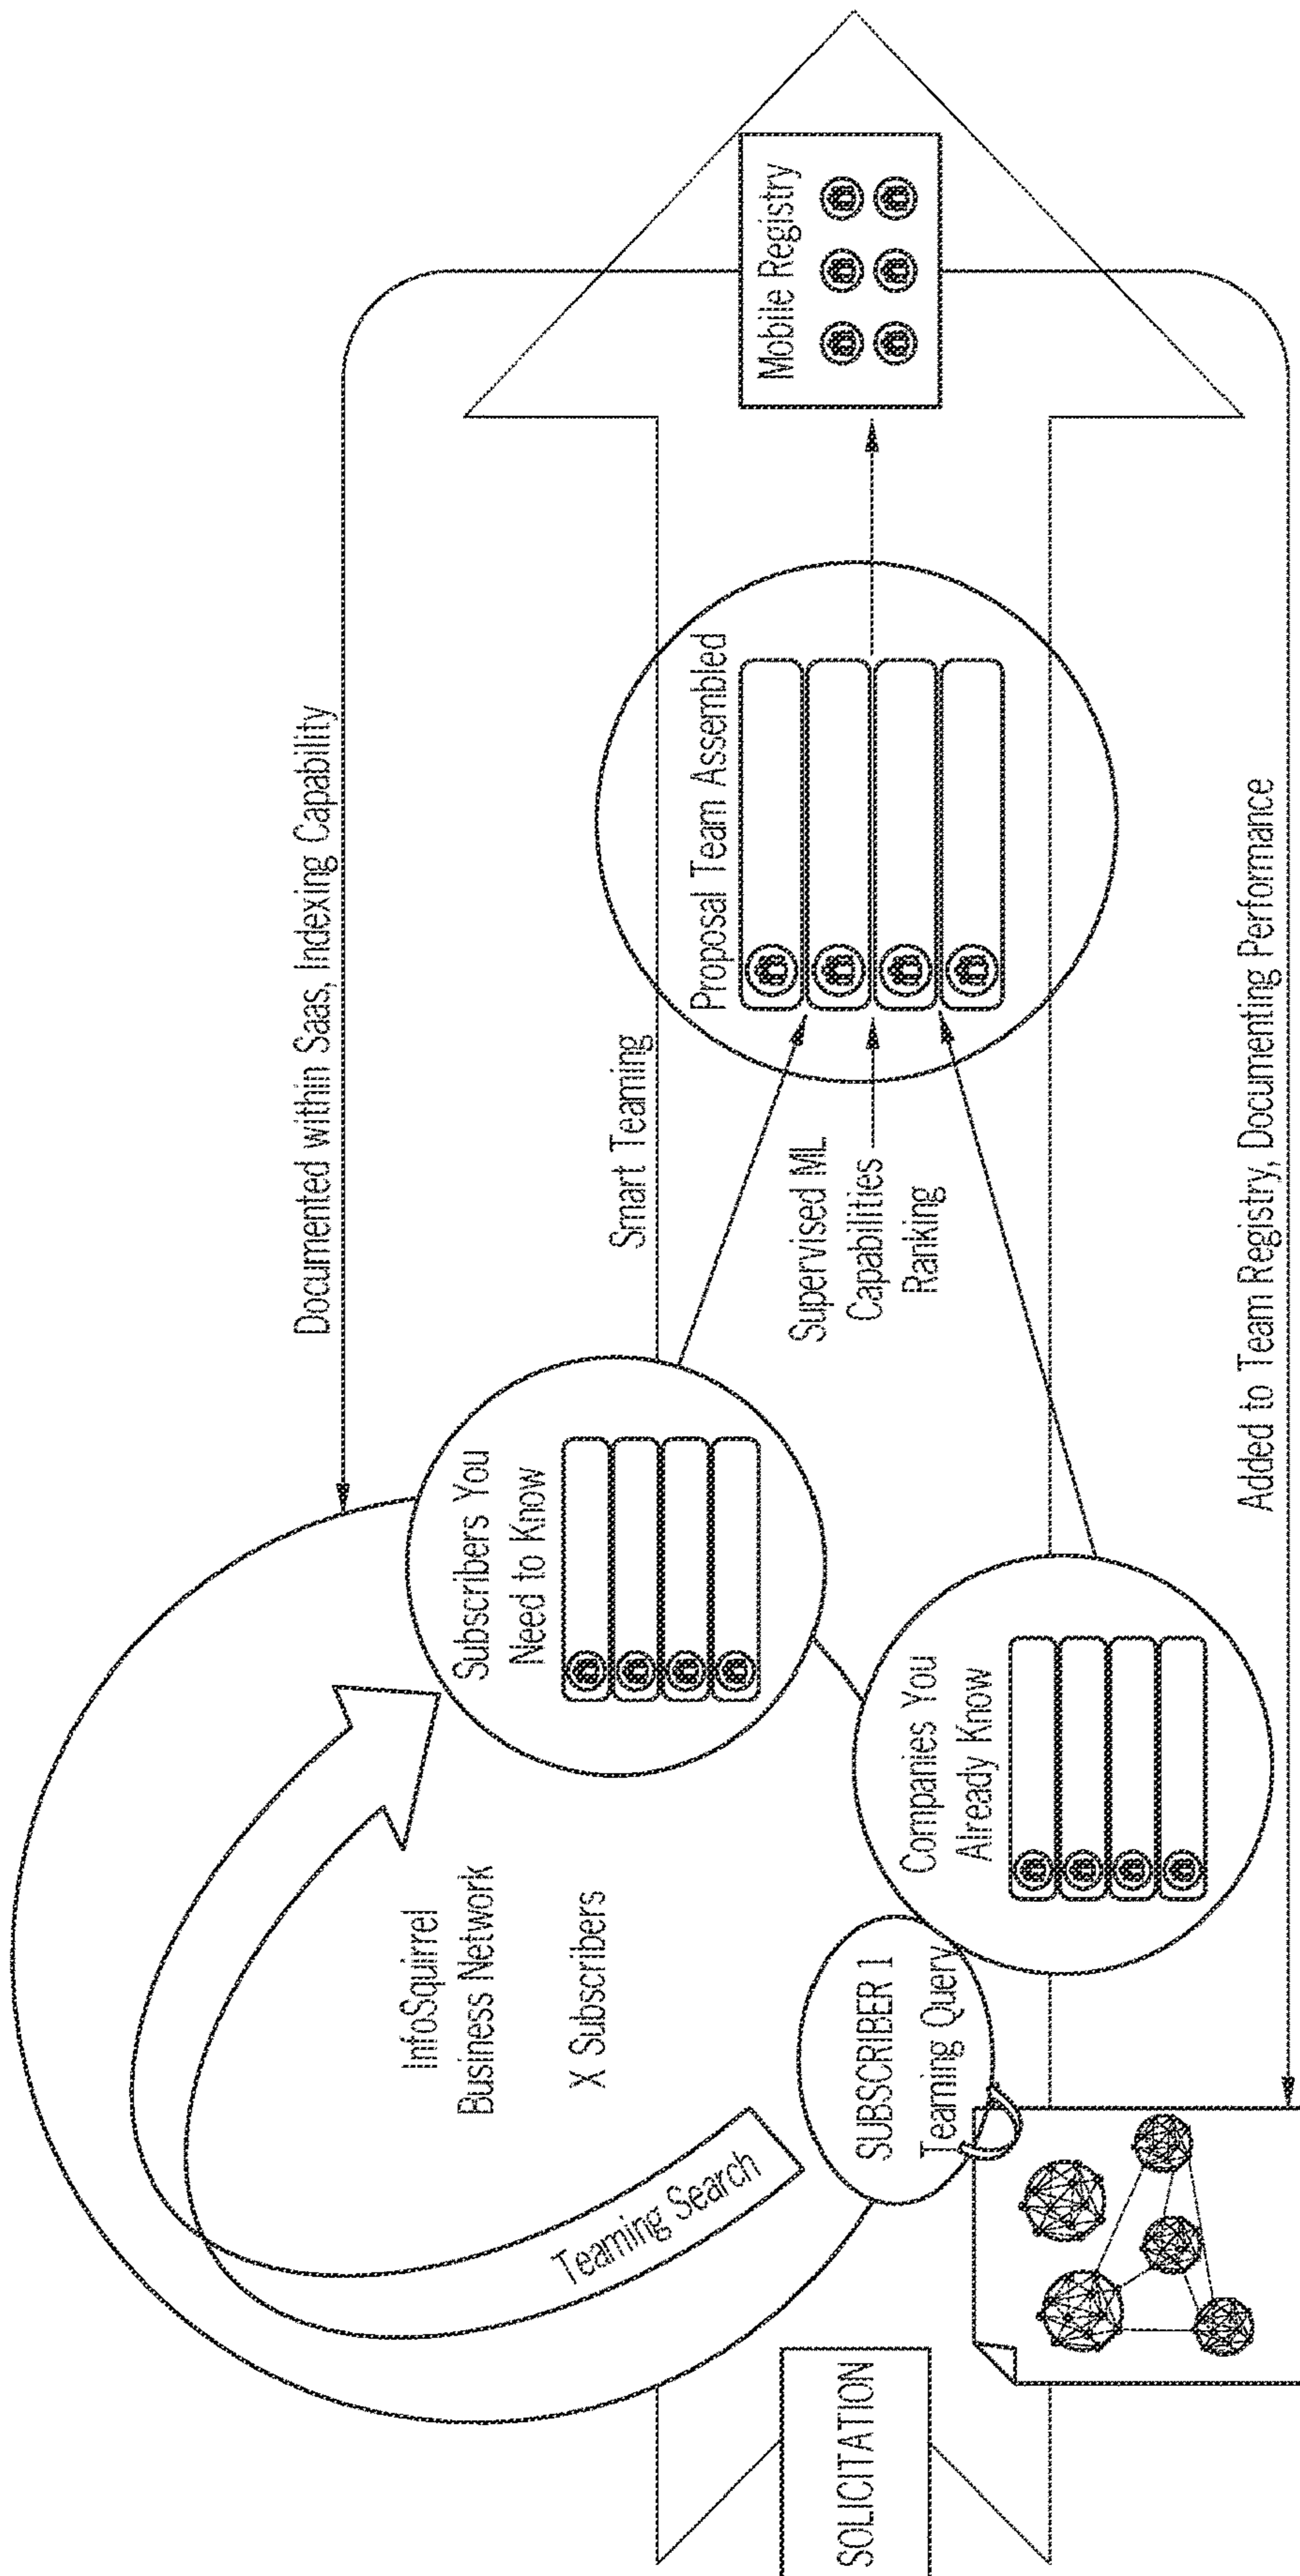 Documented within Saas, Indexing Capability
InfoSquirrel
Business Network
X Subscribers
Teaming Search
Subscribers You
Need to Know
Smart Teaming
SOLICITATION
SUBSCRIBER 1
Teaming Query
Companies You
Already Know
Supervised ML
Capabilities
Ranking
Proposal Team Assembled
Mobile Registry
Added to Team Registry, Documenting Performance